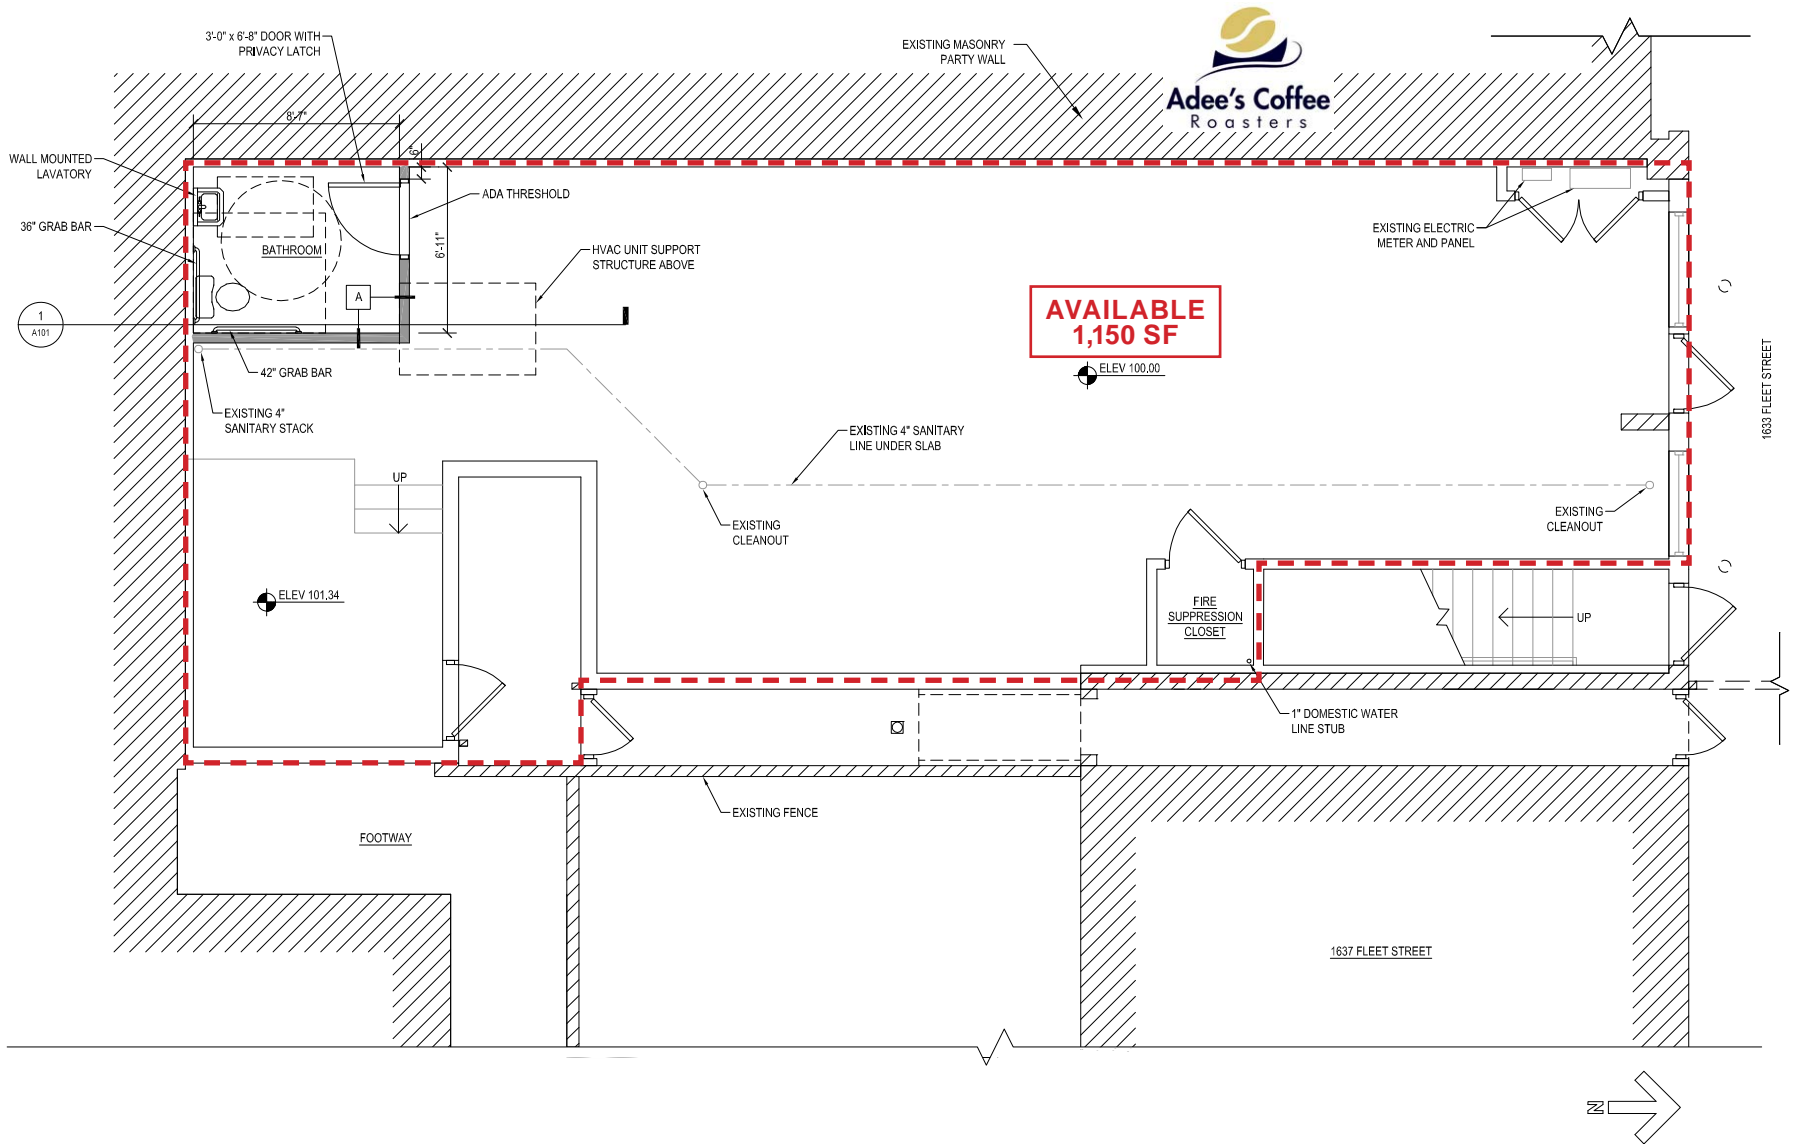 3'-0" x 6'-8" DOOR WITH
PRIVACY LATCH
EXISTING MASONRY
PARTY WALL
Adee's Coffee
Roasters
8'-7"
6"
WALL MOUNTED
LAVATORY
ADA THRESHOLD
36" GRAB BAR
BATHROOM
6'-11"
HVAC UNIT SUPPORT
STRUCTURE ABOVE
EXISTING ELECTRIC
METER AND PANEL
A
1
A101
AVAILABLE
1,150 SF
ELEV 100.00
42" GRAB BAR
1633 FLEET STREET
EXISTING 4"
SANITARY STACK
EXISTING 4" SANITARY
LINE UNDER SLAB
UP
EXISTING
CLEANOUT
EXISTING
CLEANOUT
ELEV 101.34
FIRE
SUPPRESSION
CLOSET
UP
1" DOMESTIC WATER
LINE STUB
EXISTING FENCE
FOOTWAY
1637 FLEET STREET
N